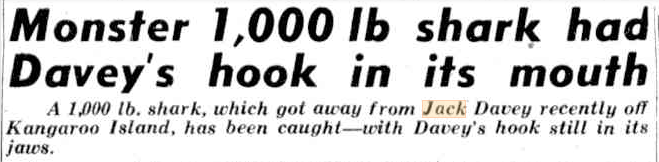 Monster 1,000 lb shark had
Davey's hook in its mouth
A 1,000 lb. shark, which got away from Jack Davey recently off
Kangaroo Island, has been caught—with Davey's hook still in its
jaws.